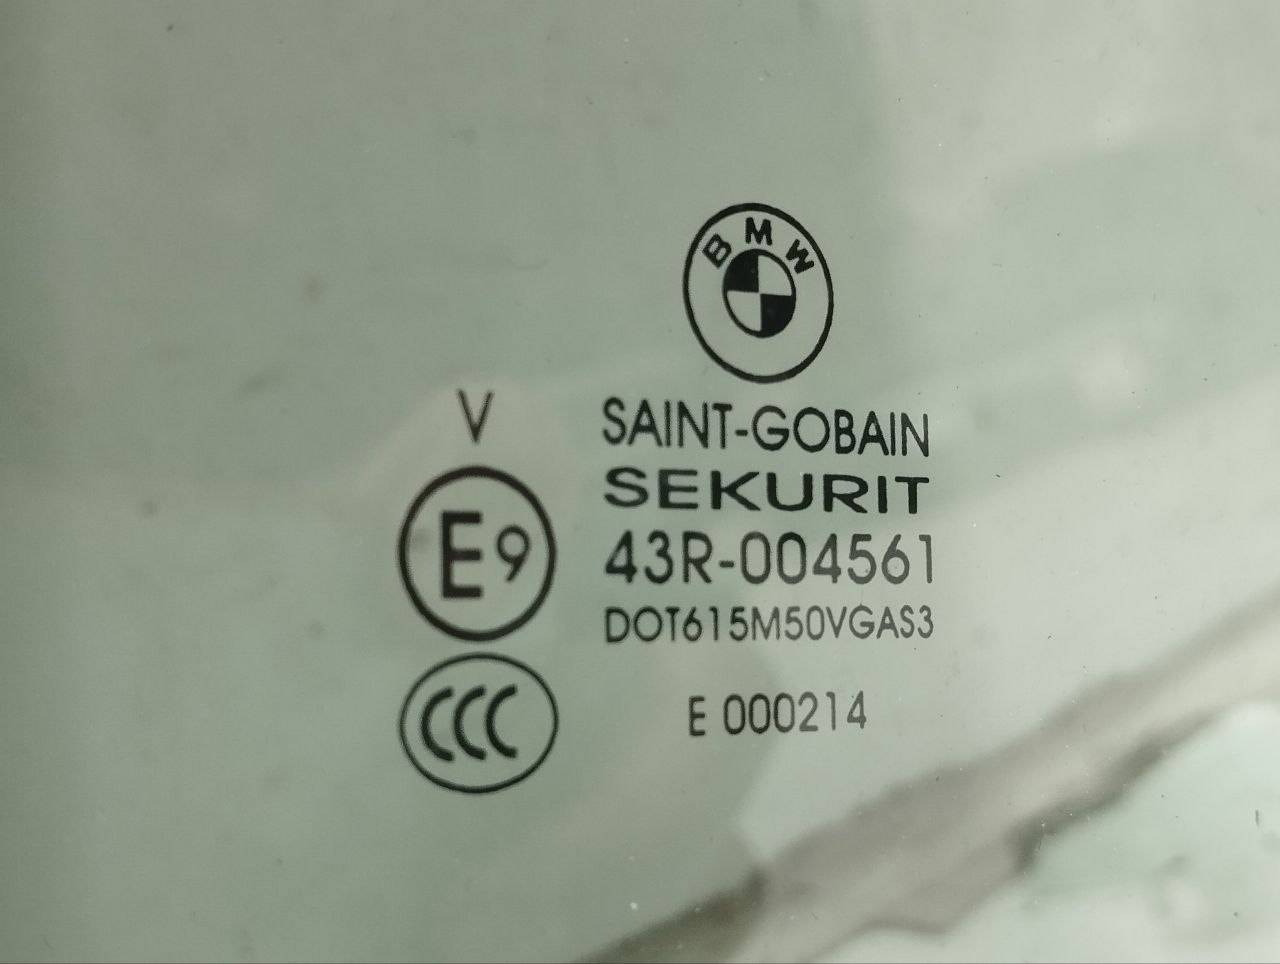 BMW
V
SAINT-GOBAIN
SEKURIT
E9
43R-004561
DOT615M50VGAS3
CCC
E 000214